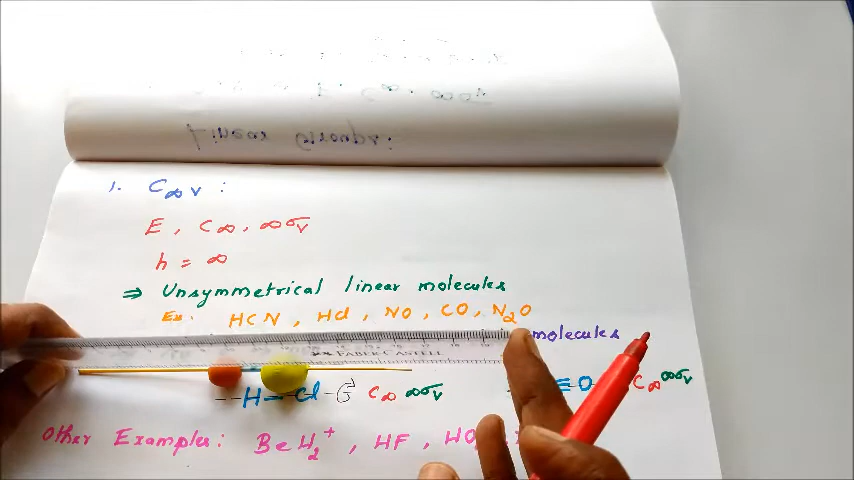 1. C∞v :
E, C∞, ∞σv
h = ∞
⇒ Unsymmetrical linear molecules
Ex: HCN, HCl, NO, CO, N₂O
molecules
FABER-CASTELL
--H-Cl- C∞ ∞σv
≡O- C∞ ∞σv
Other Examples: BeH₂⁺, HF,